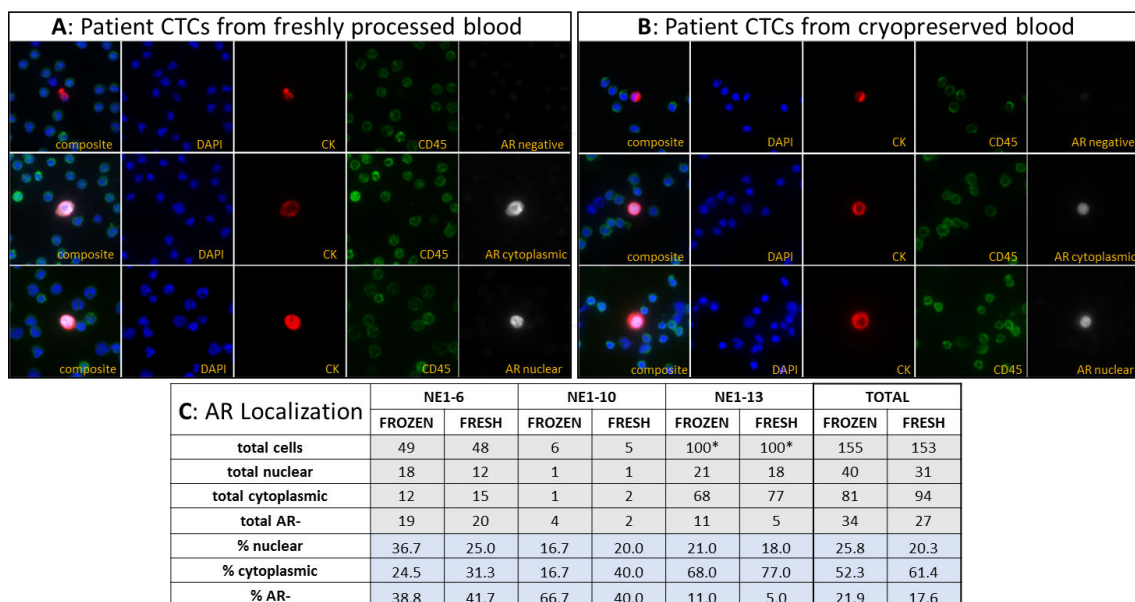 A: Patient CTCs from freshly processed blood
composite DAPI CK CD45 AR negative
composite DAPI CK CD45 AR cytoplasmic
composite DAPI CK CD45 AR nuclear
B: Patient CTCs from cryopreserved blood
composite DAPI CK CD45 AR negative
composite DAPI CK CD45 AR cytoplasmic
composite DAPI CK CD45 AR nuclear
C: AR Localization NE1-6 NE1-10 NE1-13 TOTAL
FROZEN FRESH FROZEN FRESH FROZEN FRESH FROZEN FRESH
total cells 49 48 6 5 100* 100* 155 153
total nuclear 18 12 1 1 21 18 40 31
total cytoplasmic 12 15 1 2 68 77 81 94
total AR- 19 20 4 2 11 5 34 27
% nuclear 36.7 25.0 16.7 20.0 21.0 18.0 25.8 20.3
% cytoplasmic 24.5 31.3 16.7 40.0 68.0 77.0 52.3 61.4
% AR- 38.8 41.7 66.7 40.0 11.0 5.0 21.9 17.6